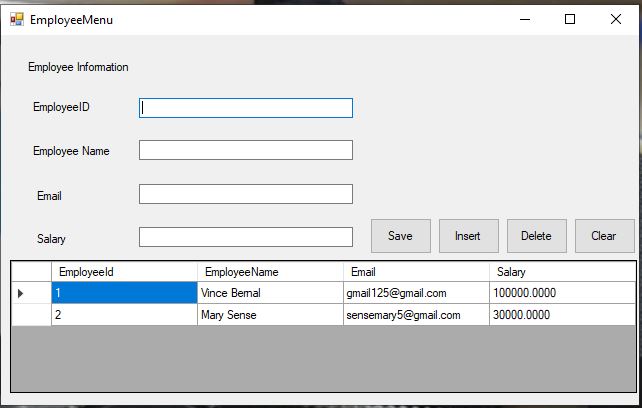 EmployeeMenu
Employee Information
EmployeeID
Employee Name
Email
Salary
Save Insert Delete Clear
EmployeeId EmployeeName Email Salary
1 Vince Bernal gmail125@gmail.com 100000.0000
2 Mary Sense sensemary5@gmail.com 30000.0000